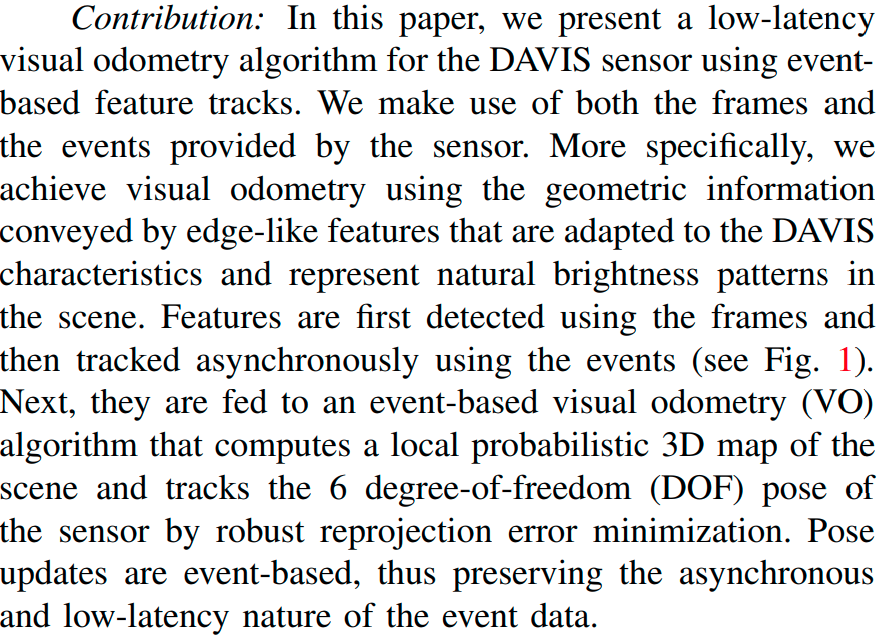 Contribution: In this paper, we present a low-latency
visual odometry algorithm for the DAVIS sensor using event-
based feature tracks. We make use of both the frames and
the events provided by the sensor. More specifically, we
achieve visual odometry using the geometric information
conveyed by edge-like features that are adapted to the DAVIS
characteristics and represent natural brightness patterns in
the scene. Features are first detected using the frames and
then tracked asynchronously using the events (see Fig. 1).
Next, they are fed to an event-based visual odometry (VO)
algorithm that computes a local probabilistic 3D map of the
scene and tracks the 6 degree-of-freedom (DOF) pose of
the sensor by robust reprojection error minimization. Pose
updates are event-based, thus preserving the asynchronous
and low-latency nature of the event data.